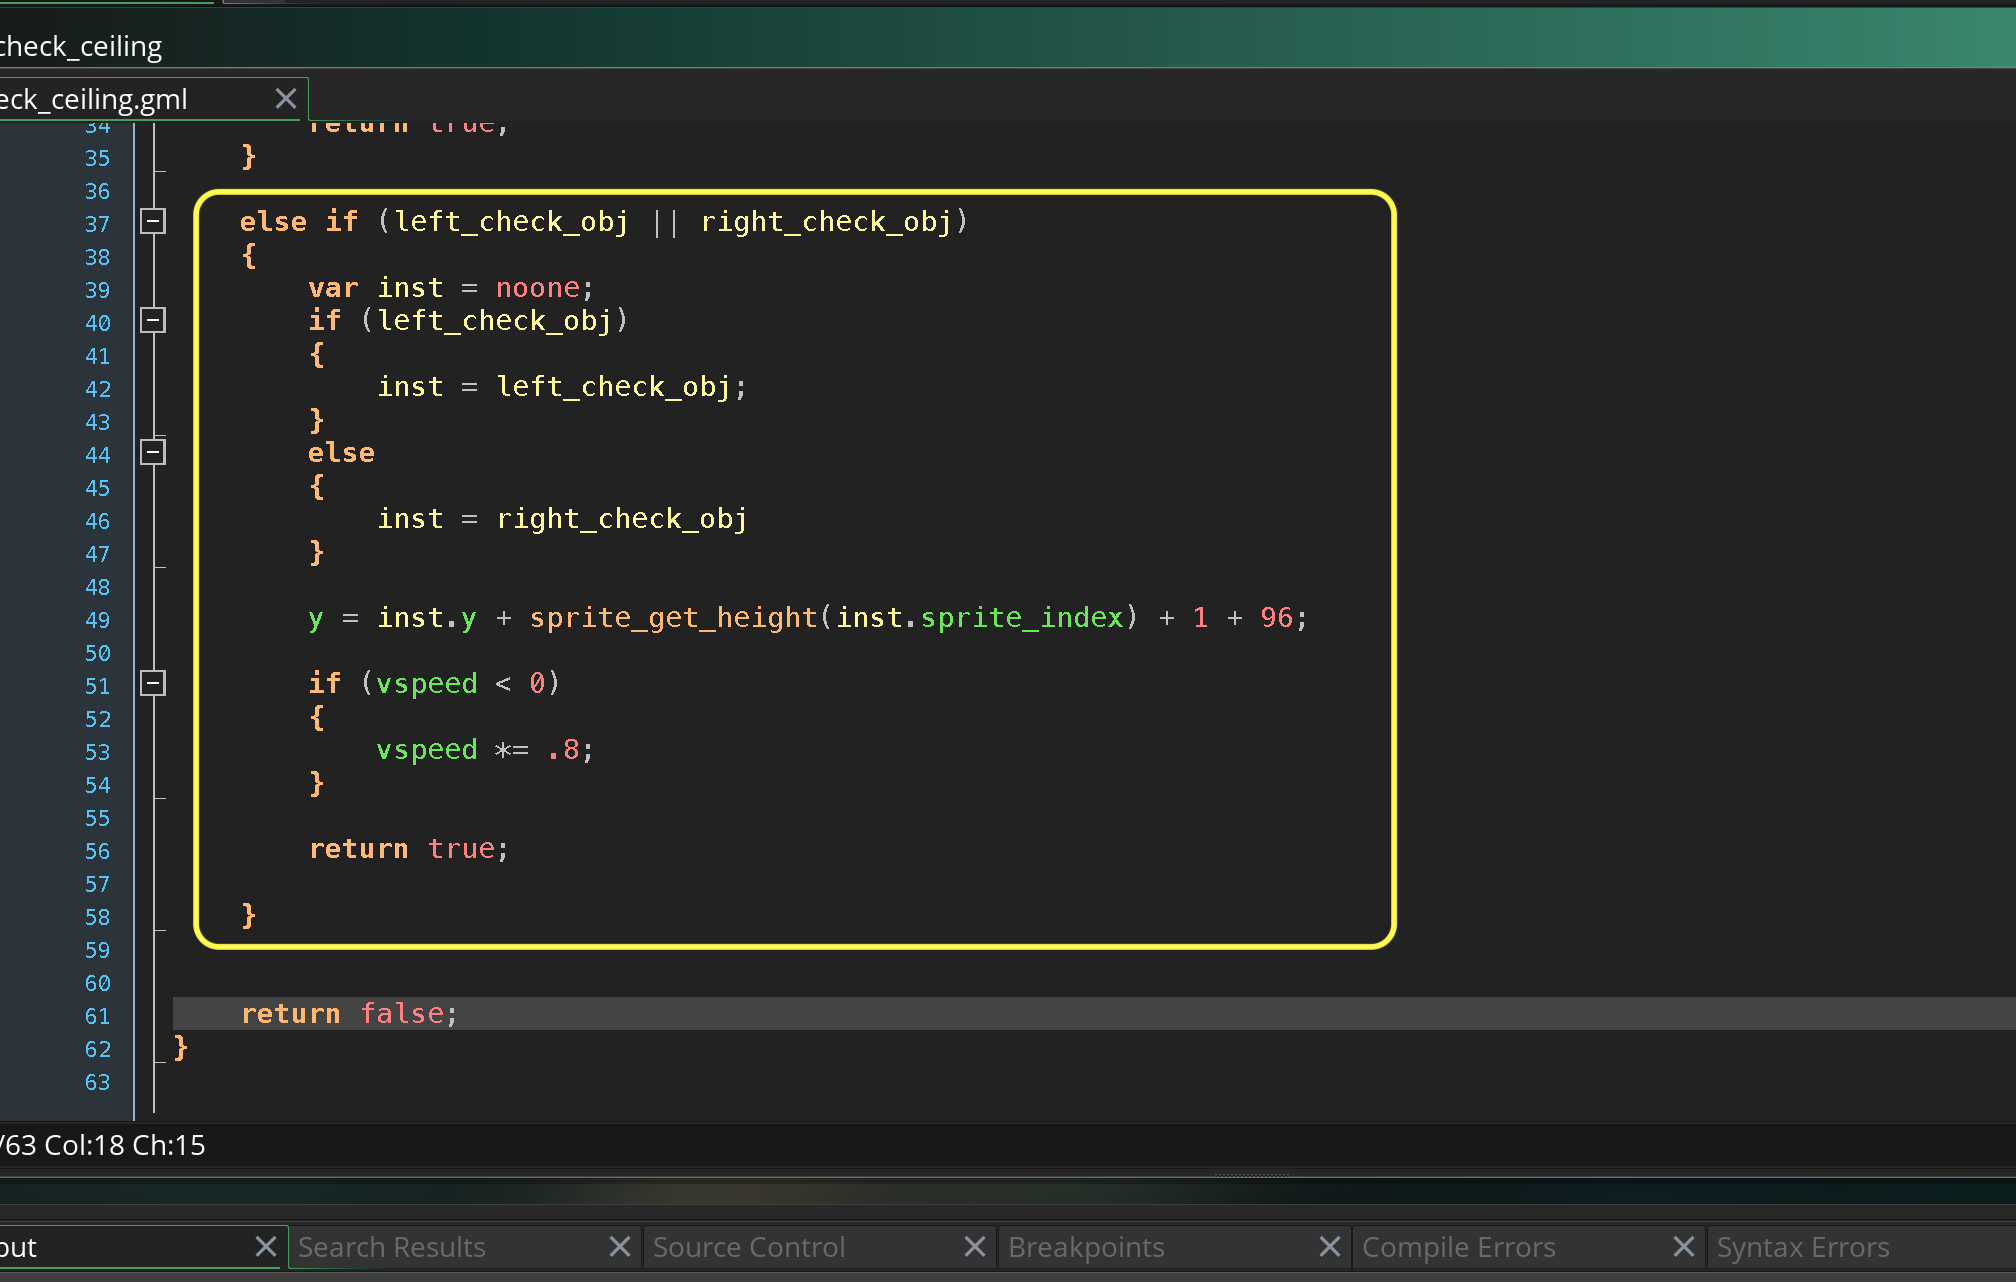 check_ceiling
eck_ceiling.gml
34 return true;
35 }
36
37 else if (left_check_obj || right_check_obj)
38 {
39 var inst = noone;
40 if (left_check_obj)
41 {
42 inst = left_check_obj;
43 }
44 else
45 {
46 inst = right_check_obj
47 }
48
49 y = inst.y + sprite_get_height(inst.sprite_index) + 1 + 96;
50
51 if (vspeed < 0)
52 {
53 vspeed *= .8;
54 }
55
56 return true;
57
58 }
59
60
61 return false;
62 }
63
/63 Col:18 Ch:15
put Search Results Source Control Breakpoints Compile Errors Syntax Errors